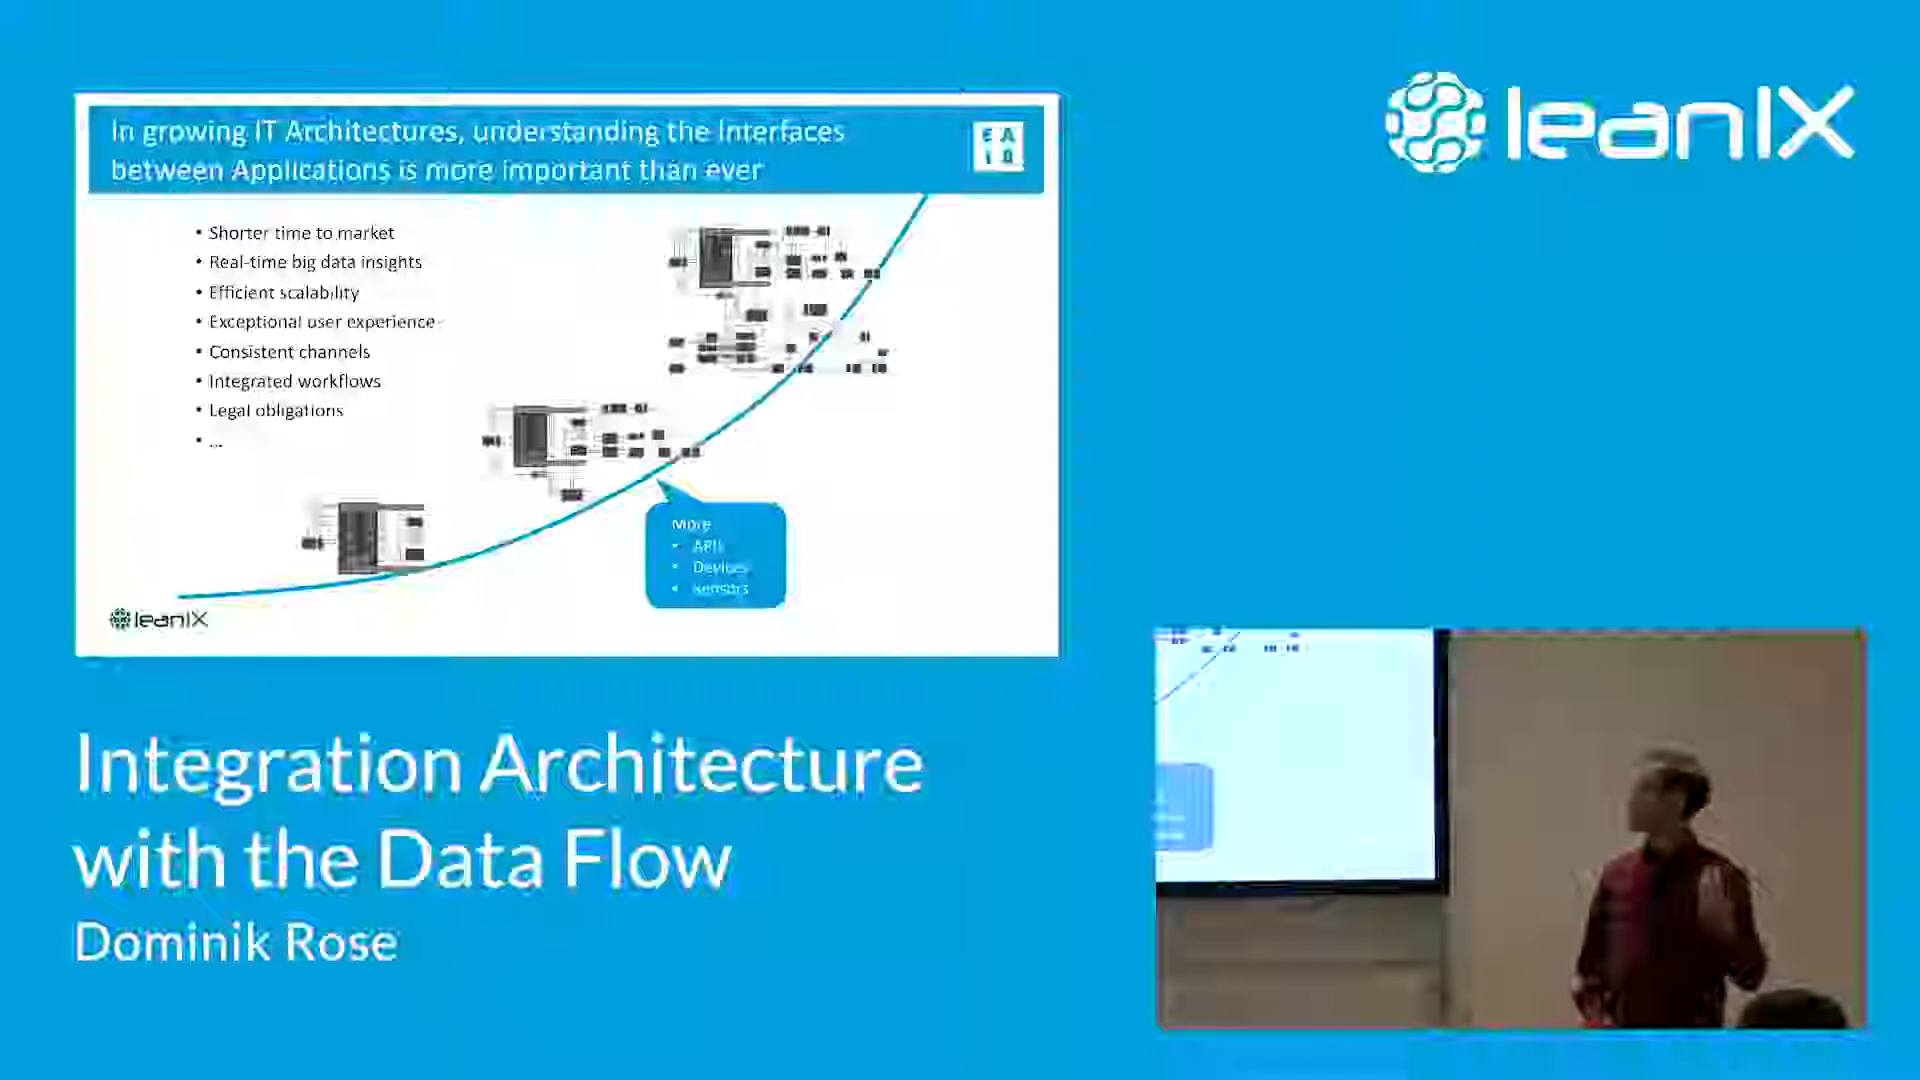 leanIX
In growing IT Architectures, understanding the Interfaces
between Applications is more important than ever
E A
1 8
• Shorter time to market
• Real-time big data insights
• Efficient scalability
• Exceptional user experience
• Consistent channels
• Integrated workflows
• Legal obligations
• ...
More
• APIs
• Devices
• Sensors
leanIX
Integration Architecture
with the Data Flow
Dominik Rose